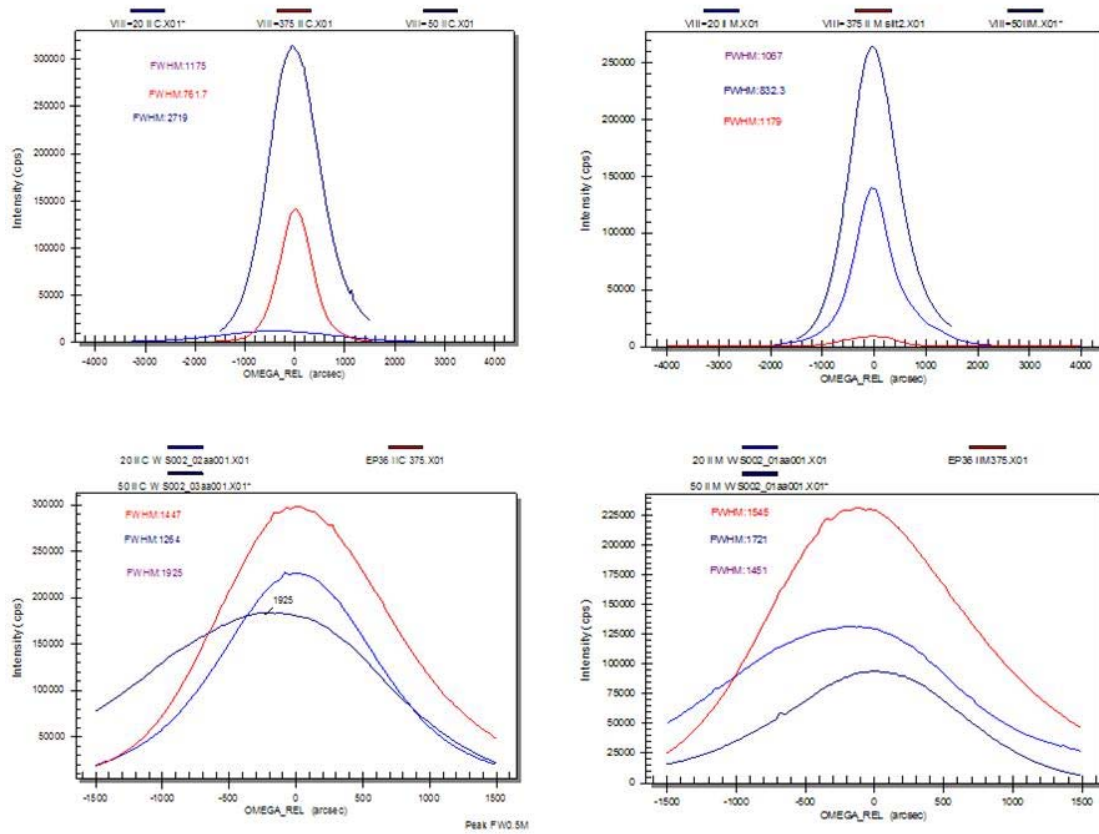 VIII=20 II C.X01* VIII=375 II C.X01 VIII=50 II C.X01
FWHM:1175
FWHM:761.7
FWHM:2719
Intensity (cps)
300000
250000
200000
150000
100000
50000
0
-4000 -3000 -2000 -1000 0 1000 2000 3000 4000
OMEGA_REL (arcsec)
VIII=20 II M.X01 VIII=375 II M slit2.X01 VIII=50IIM.X01*
FWHM:1067
FWHM:832.3
FWHM:1179
Intensity (cps)
250000
200000
150000
100000
50000
0
-4000 -3000 -2000 -1000 0 1000 2000 3000 4000
OMEGA_REL (arcsec)
20 II C W S002_02aa001.X01 EP36 IIC 375.X01
50 II C W S002_03aa001.X01*
FWHM:1447
FWHM:1254
FWHM:1925
1925
Intensity (cps)
300000
250000
200000
150000
100000
50000
-1500 -1000 -500 0 500 1000 1500
OMEGA_REL (arcsec)
Peak FW0.5M
20 II M WS002_01aa001.X01 EP36 IIM375.X01
50 II M WS002_01aa001.X01*
FWHM:1545
FWHM:1721
FWHM:1451
Intensity (cps)
225000
200000
175000
150000
125000
100000
75000
50000
25000
0
-1500 -1000 -500 0 500 1000 1500
OMEGA_REL (arcsec)